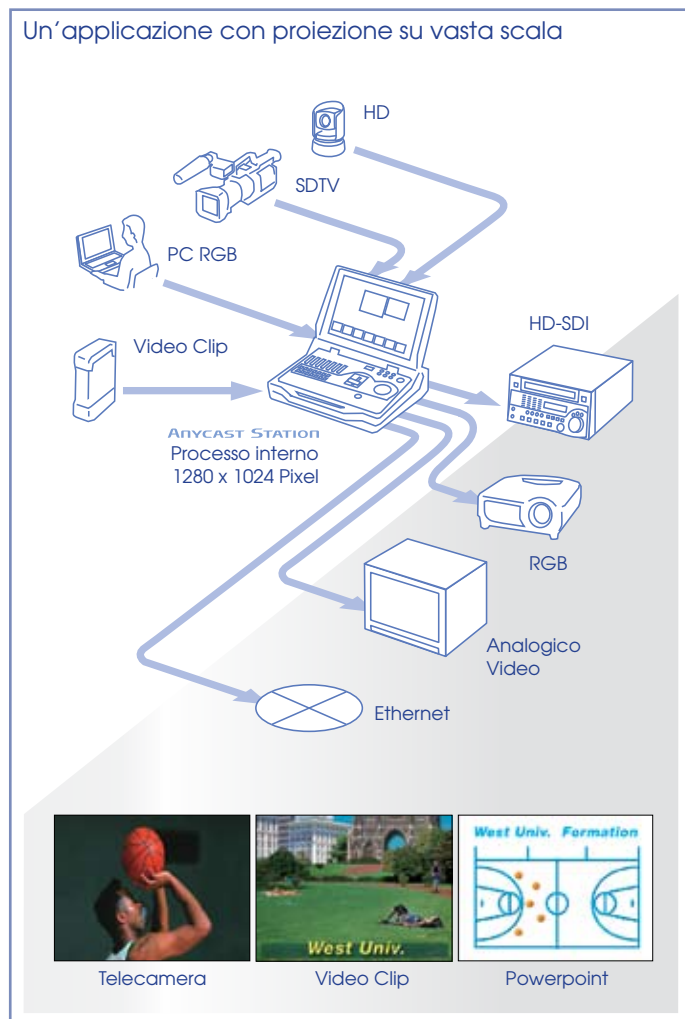 Un'applicazione con proiezione su vasta scala
HD
SDTV
PC RGB
HD-SDI
Video Clip
ANYCAST STATION
Processo interno
1280 x 1024 Pixel
RGB
Analogico
Video
Ethernet
West Univ.
West Univ. Formation
Telecamera
Video Clip
Powerpoint